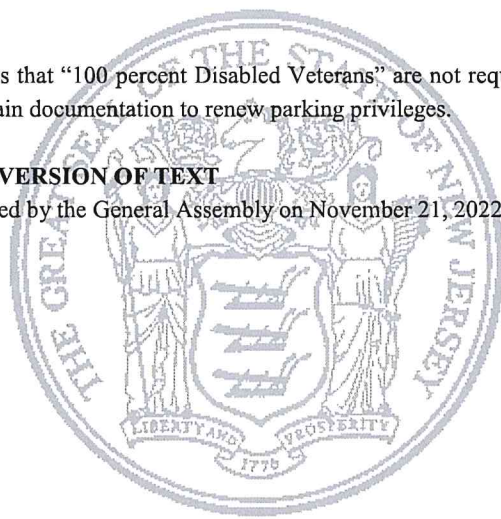 s that “100 percent Disabled Veterans” are not req
in documentation to renew parking privileges.
VERSION OF TEXT
ed by the General Assembly on November 21, 2022
THE GREAT SEAL OF THE STATE OF NEW JERSEY
LIBERTY AND PROSPERITY
1776